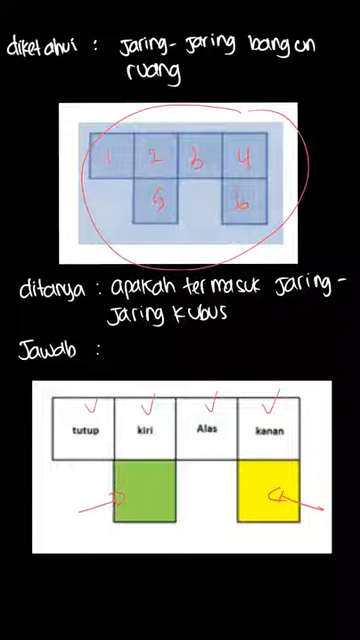 diketahui : Jaring-Jaring bangun
ruang
1 2 3 4
5 6
ditanya : apakah termasuk Jaring-
Jaring kubus
Jawab :
tutup kiri Alas kanan